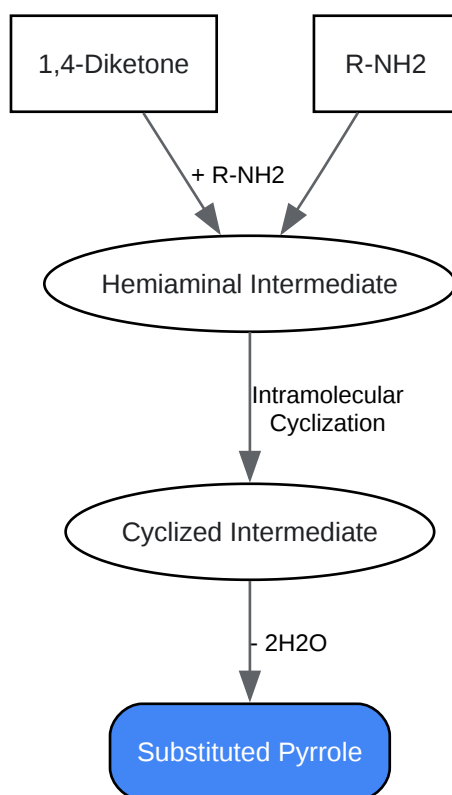 1,4-Diketone
R-NH2
+ R-NH2
Hemiaminal Intermediate
Intramolecular
Cyclization
Cyclized Intermediate
- 2H2O
Substituted Pyrrole